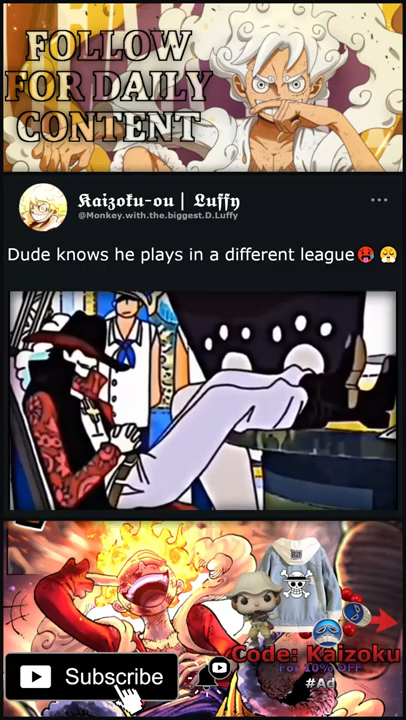 FOLLOW
FOR DAILY
CONTENT
Kaizoku-ou | Luffy
@Monkey.with.the.biggest.D.Luffy
Dude knows he plays in a different league🥵 😤
Code: Kaizoku
For 10% OFF
#Ad
Subscribe